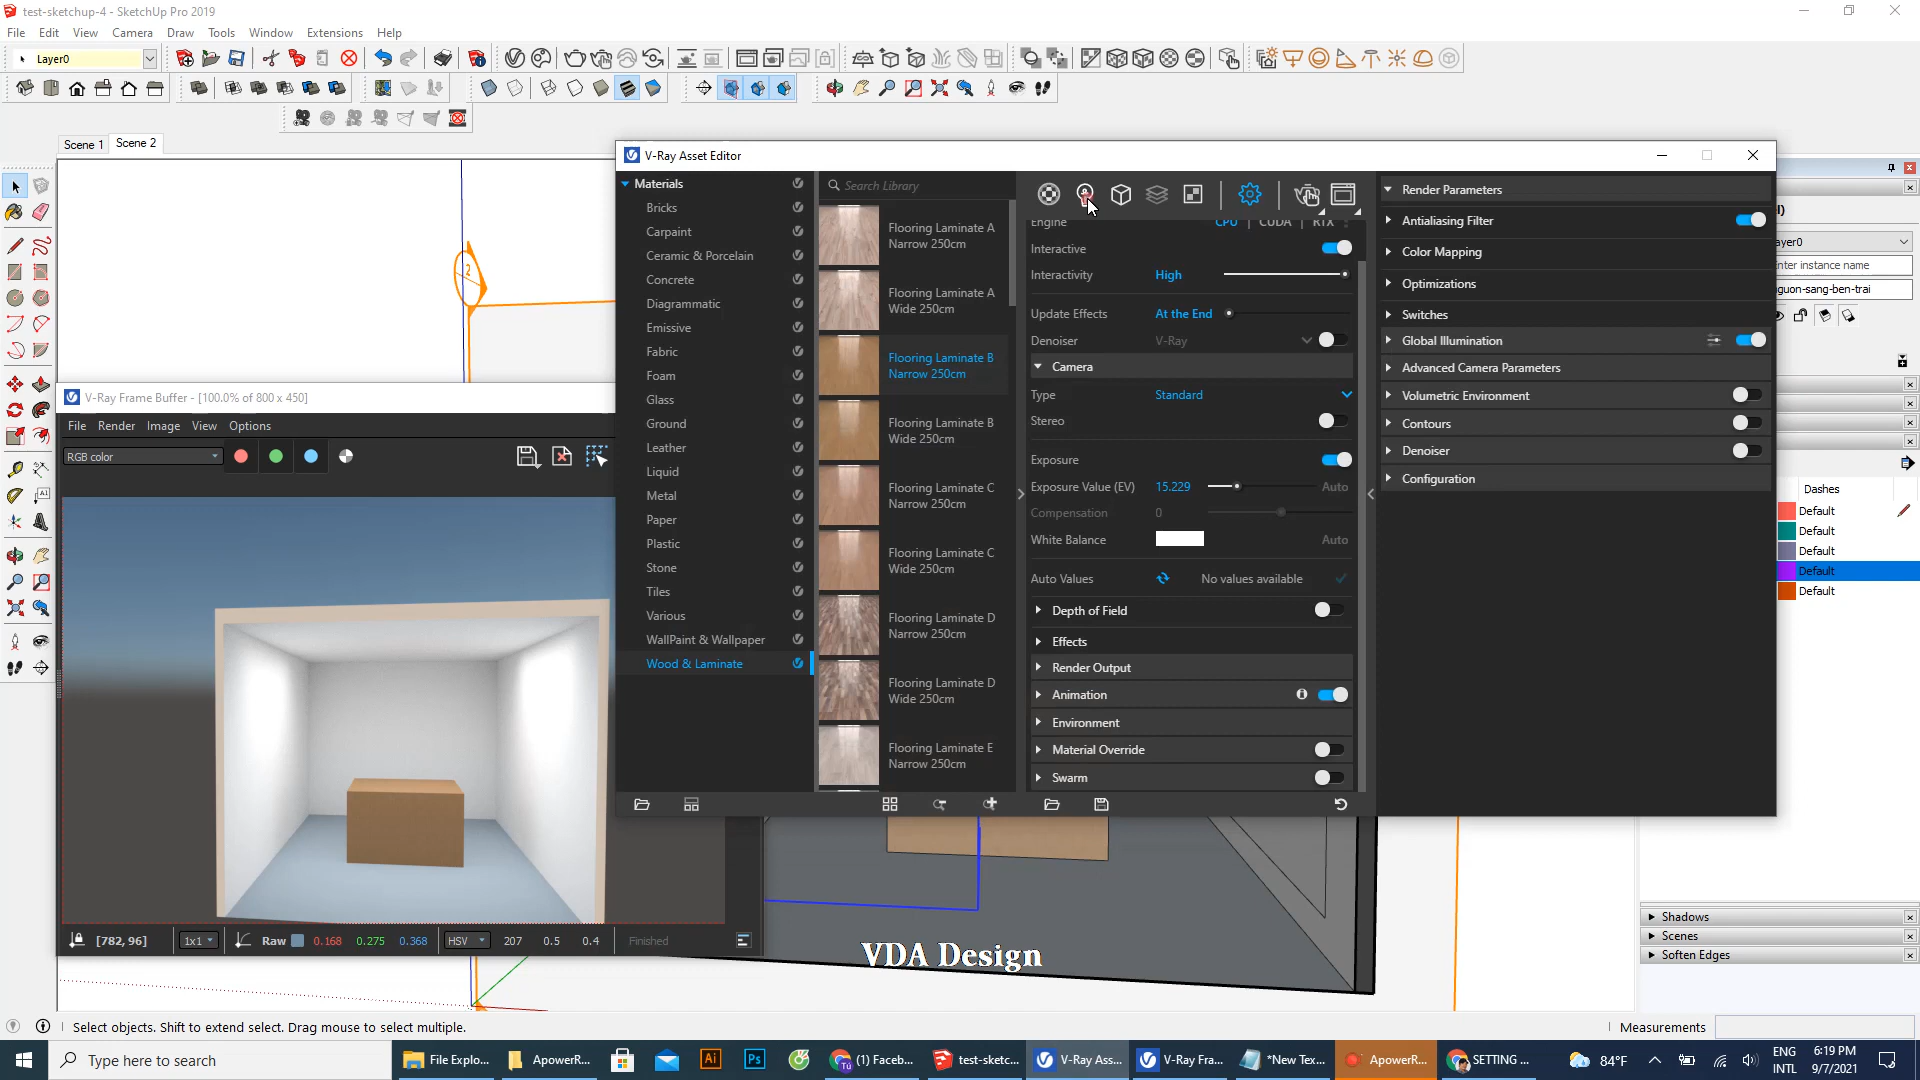 test-sketchup-4 - SketchUp Pro 2019
File Edit View Camera Draw Tools Window Extensions Help
Layer0
Scene 1 Scene 2
V-Ray Asset Editor
Materials
Bricks
Carpaint
Ceramic & Porcelain
Concrete
Diagrammatic
Emissive
Fabric
Foam
Glass
Ground
Leather
Liquid
Metal
Paper
Plastic
Stone
Tiles
Various
WallPaint & Wallpaper
Wood & Laminate
Search Library
Flooring Laminate A
Narrow 250cm
Flooring Laminate A
Wide 250cm
Flooring Laminate B
Narrow 250cm
Flooring Laminate B
Wide 250cm
Flooring Laminate C
Narrow 250cm
Flooring Laminate C
Wide 250cm
Flooring Laminate D
Narrow 250cm
Flooring Laminate D
Wide 250cm
Flooring Laminate E
Narrow 250cm
Engine CPU | CUDA | RTX
Interactive
Interactivity High
Update Effects At the End
Denoiser V-Ray
Camera
Type Standard
Stereo
Exposure
Exposure Value (EV) 15.229 Auto
Compensation 0
White Balance Auto
Auto Values No values available
Depth of Field
Effects
Render Output
Animation
Environment
Material Override
Swarm
Render Parameters
Antialiasing Filter
Color Mapping
Optimizations
Switches
Global Illumination
Advanced Camera Parameters
Volumetric Environment
Contours
Denoiser
Configuration
ayer0
nter instance name
guon-sang-ben-trai
Dashes
Default
Default
Default
Default
Default
Shadows
Scenes
Soften Edges
2
V-Ray Frame Buffer - [100.0% of 800 x 450]
File Render Image View Options
RGB color
[782, 96] 1x1 Raw 0.168 0.275 0.368 HSV 207 0.5 0.4 Finished
VDA Design
Select objects. Shift to extend select. Drag mouse to select multiple.
Measurements
Type here to search
File Explo...
ApowerR...
(1) Faceb...
test-sketc...
V-Ray Ass...
V-Ray Fra...
*New Tex...
ApowerR...
SETTING ...
84°F
ENG
INTL
6:19 PM
9/7/2021